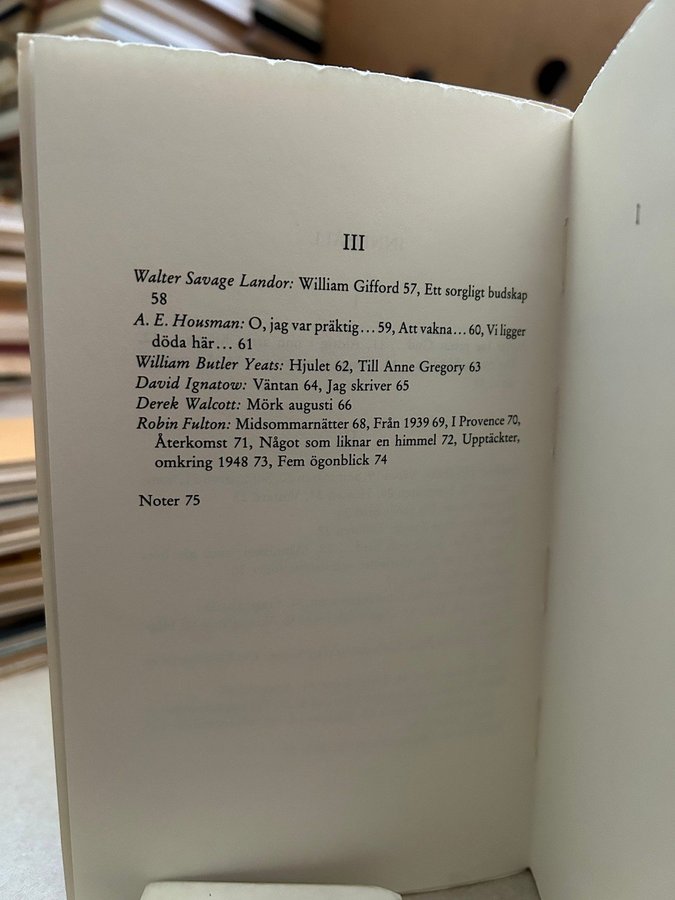 III
Walter Savage Landor: William Gifford 57, Ett sorgligt budskap
58
A. E. Housman: O, jag var präktig... 59, Att vakna... 60, Vi ligger
döda här... 61
William Butler Yeats: Hjulet 62, Till Anne Gregory 63
David Ignatow: Väntan 64, Jag skriver 65
Derek Walcott: Mörk augusti 66
Robin Fulton: Midsommarnätter 68, Från 1939 69, I Provence 70,
Återkomst 71, Något som liknar en himmel 72, Upptäckter,
omkring 1948 73, Fem ögonblick 74
Noter 75
I